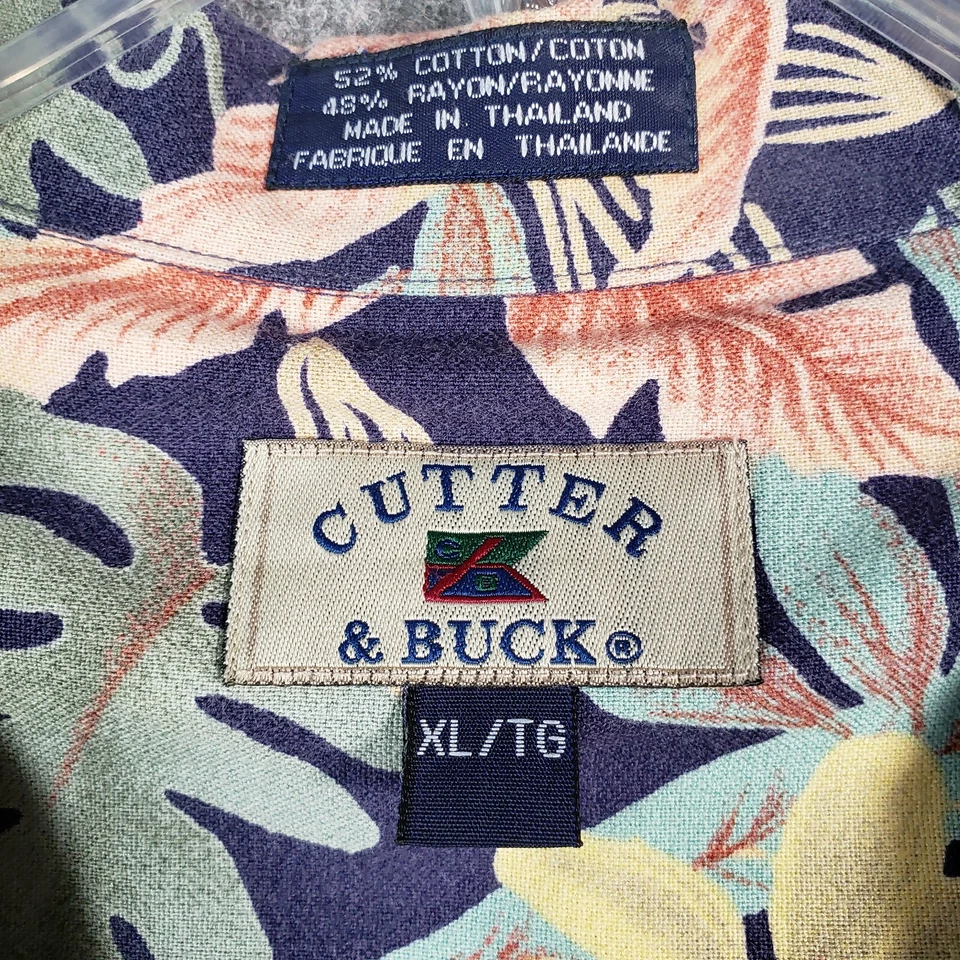 52% COTTON/COTON
48% RAYON/RAYONNE
MADE IN THAILAND
FABRIQUE EN THAILANDE
CUTTER
C
B
& BUCK®
XL/TG